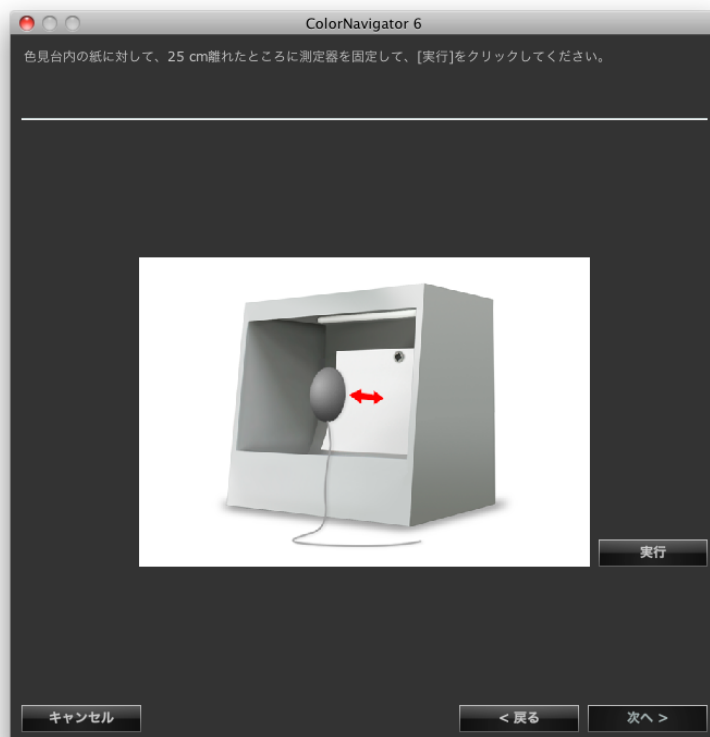 ColorNavigator 6
色見台内の紙に対して、25 cm離れたところに測定器を固定して、[実行]をクリックしてください。
実行
キャンセル
< 戻る
次へ >